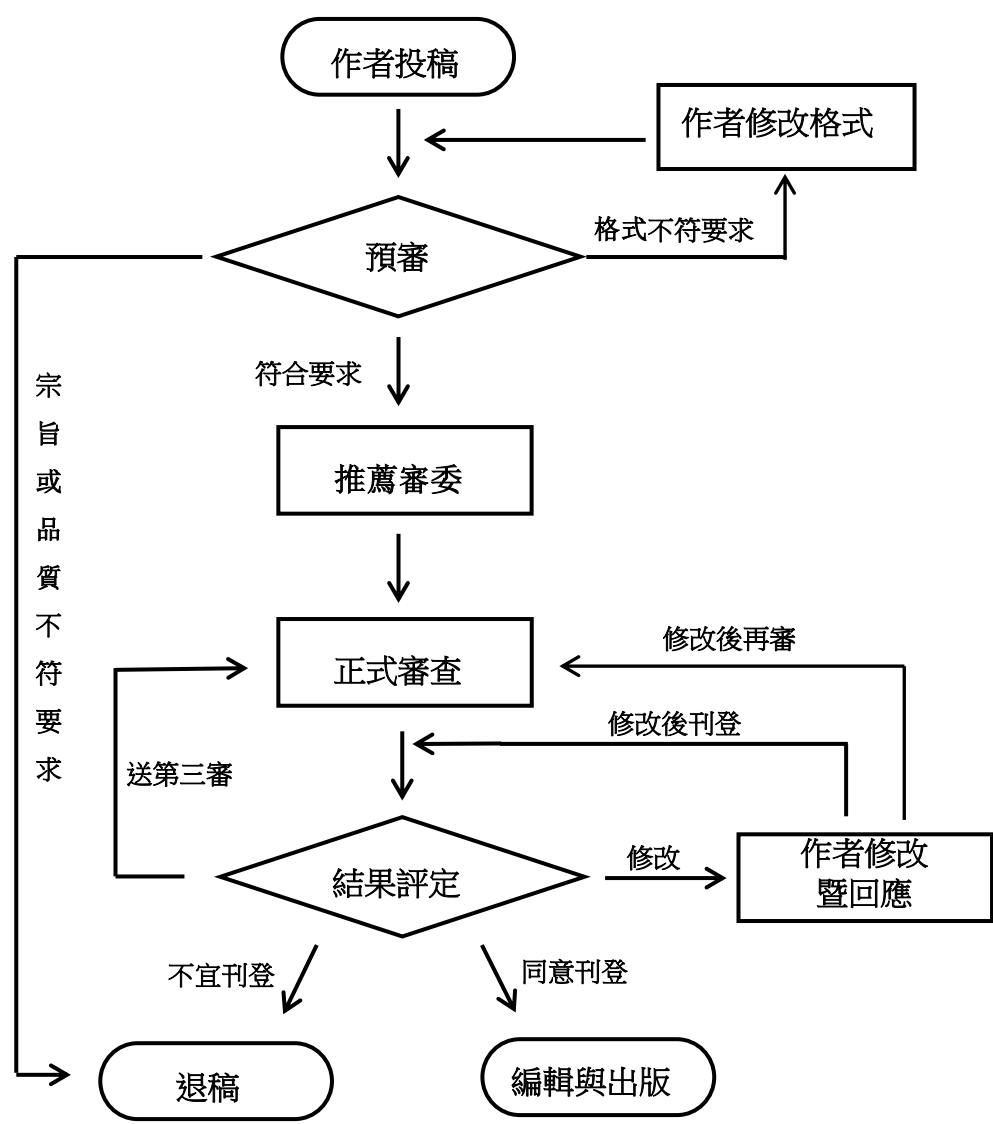 作者投稿
作者修改格式
格式不符要求
預審
符合要求
宗旨或品質不符要求
推薦審委
修改後再審
正式審查
修改後刊登
送第三審
修改
作者修改
暨回應
結果評定
不宜刊登
同意刊登
退稿
編輯與出版